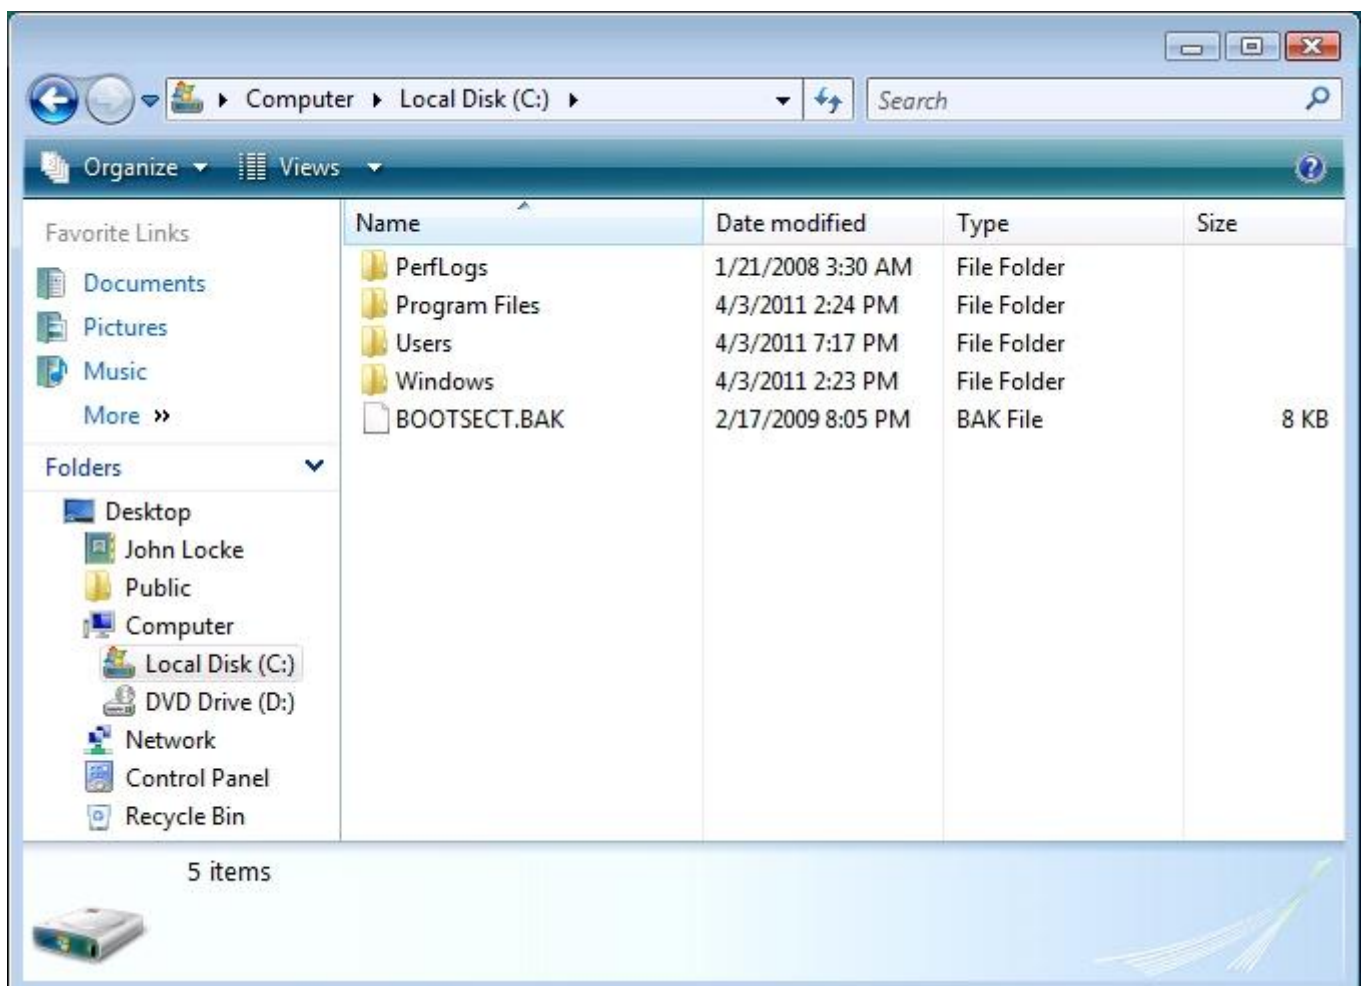 Computer Local Disk (C:) Search
Organize Views
Favorite Links
Documents
Pictures
Music
More »
Folders
Desktop
John Locke
Public
Computer
Local Disk (C:)
DVD Drive (D:)
Network
Control Panel
Recycle Bin
Name Date modified Type Size
PerfLogs 1/21/2008 3:30 AM File Folder
Program Files 4/3/2011 2:24 PM File Folder
Users 4/3/2011 7:17 PM File Folder
Windows 4/3/2011 2:23 PM File Folder
BOOTSECT.BAK 2/17/2009 8:05 PM BAK File 8 KB
5 items